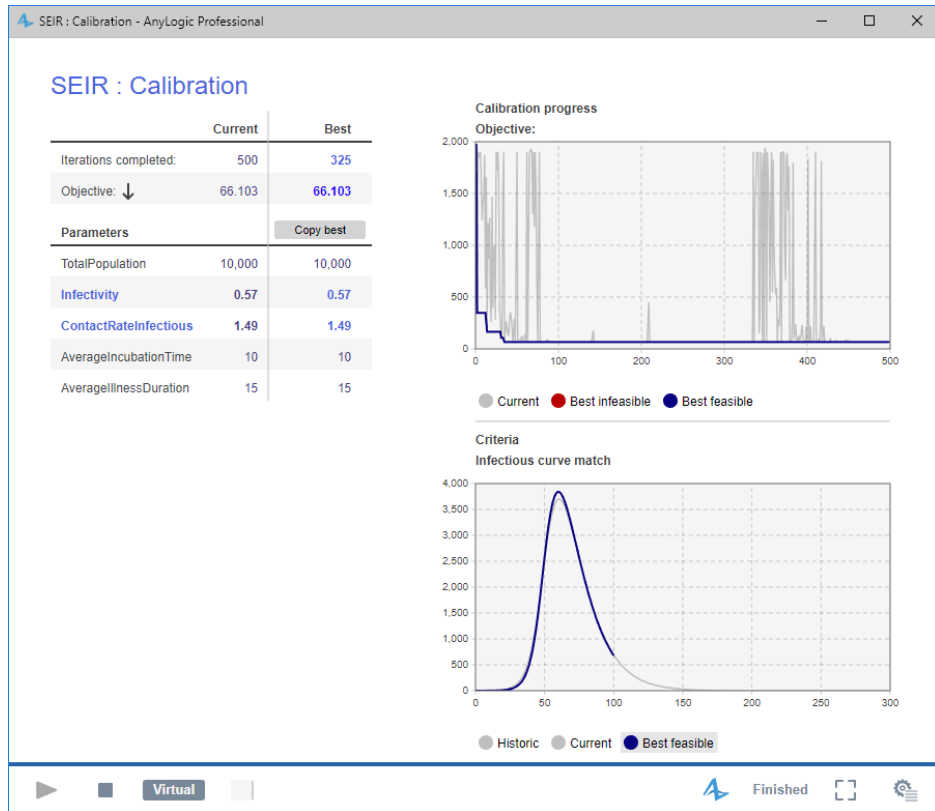 SEIR : Calibration - AnyLogic Professional
SEIR : Calibration
Current Best
Iterations completed: 500 325
Objective: 66.103 66.103
Parameters Copy best
TotalPopulation 10,000 10,000
Infectivity 0.57 0.57
ContactRateInfectious 1.49 1.49
AverageIncubationTime 10 10
AverageIllnessDuration 15 15
Calibration progress
Objective:
2,000
1,500
1,000
500
0
0 100 200 300 400 500
Current Best infeasible Best feasible
Criteria
Infectious curve match
4,000
3,500
3,000
2,500
2,000
1,500
1,000
500
0
0 50 100 150 200 250 300
Historic Current Best feasible
Virtual Finished